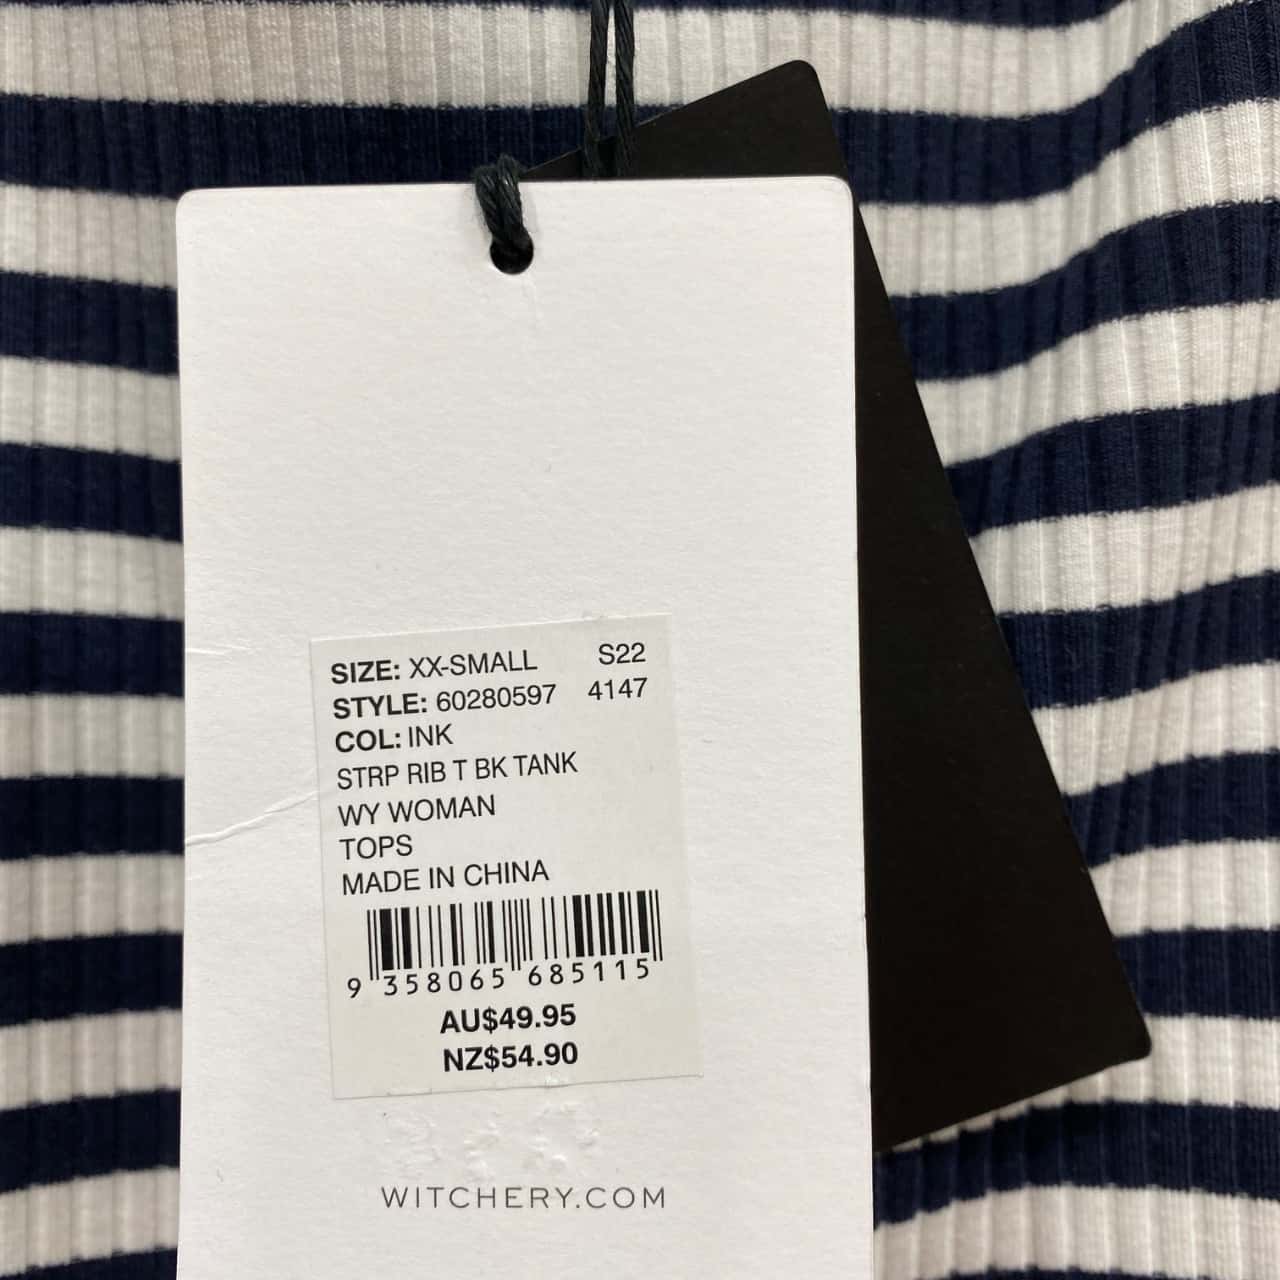 SIZE: XX-SMALL S22
STYLE: 60280597 4147
COL: INK
STRP RIB T BK TANK
WY WOMAN
TOPS
MADE IN CHINA
9 358065 685115
AU$49.95
NZ$54.90
WITCHERY.COM